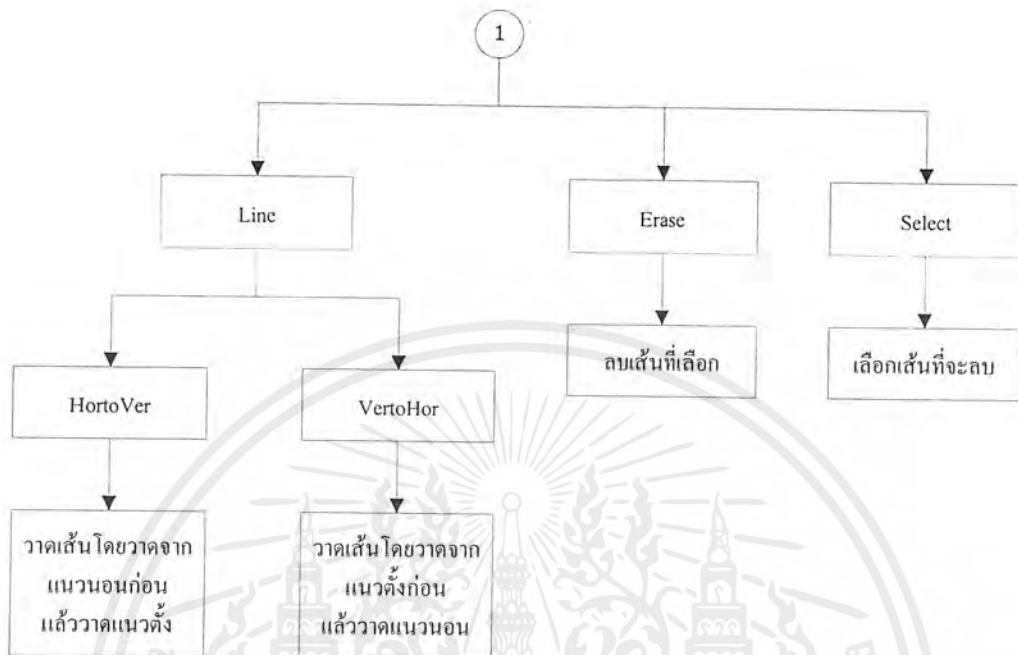 1
Line
Erase
Select
ลบเส้นที่เลือก
เลือกเส้นที่จะลบ
HortoVer
VertoHor
วาดเส้นโดยวาดจาก
แนวนอนก่อน
แล้ววาดแนวตั้ง
วาดเส้นโดยวาดจาก
แนวตั้งก่อน
แล้ววาดแนวนอน